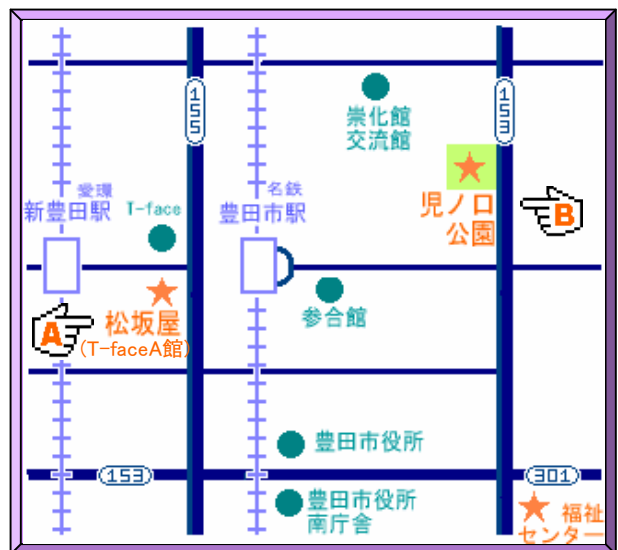 155
153
崇化館
交流館
愛環
新豊田駅
T-face
名鉄
豊田市駅
児ノ口
公園
B
A
松坂屋
(T-faceA館)
参合館
豊田市役所
153
301
豊田市役所
南庁舎
福祉
センター